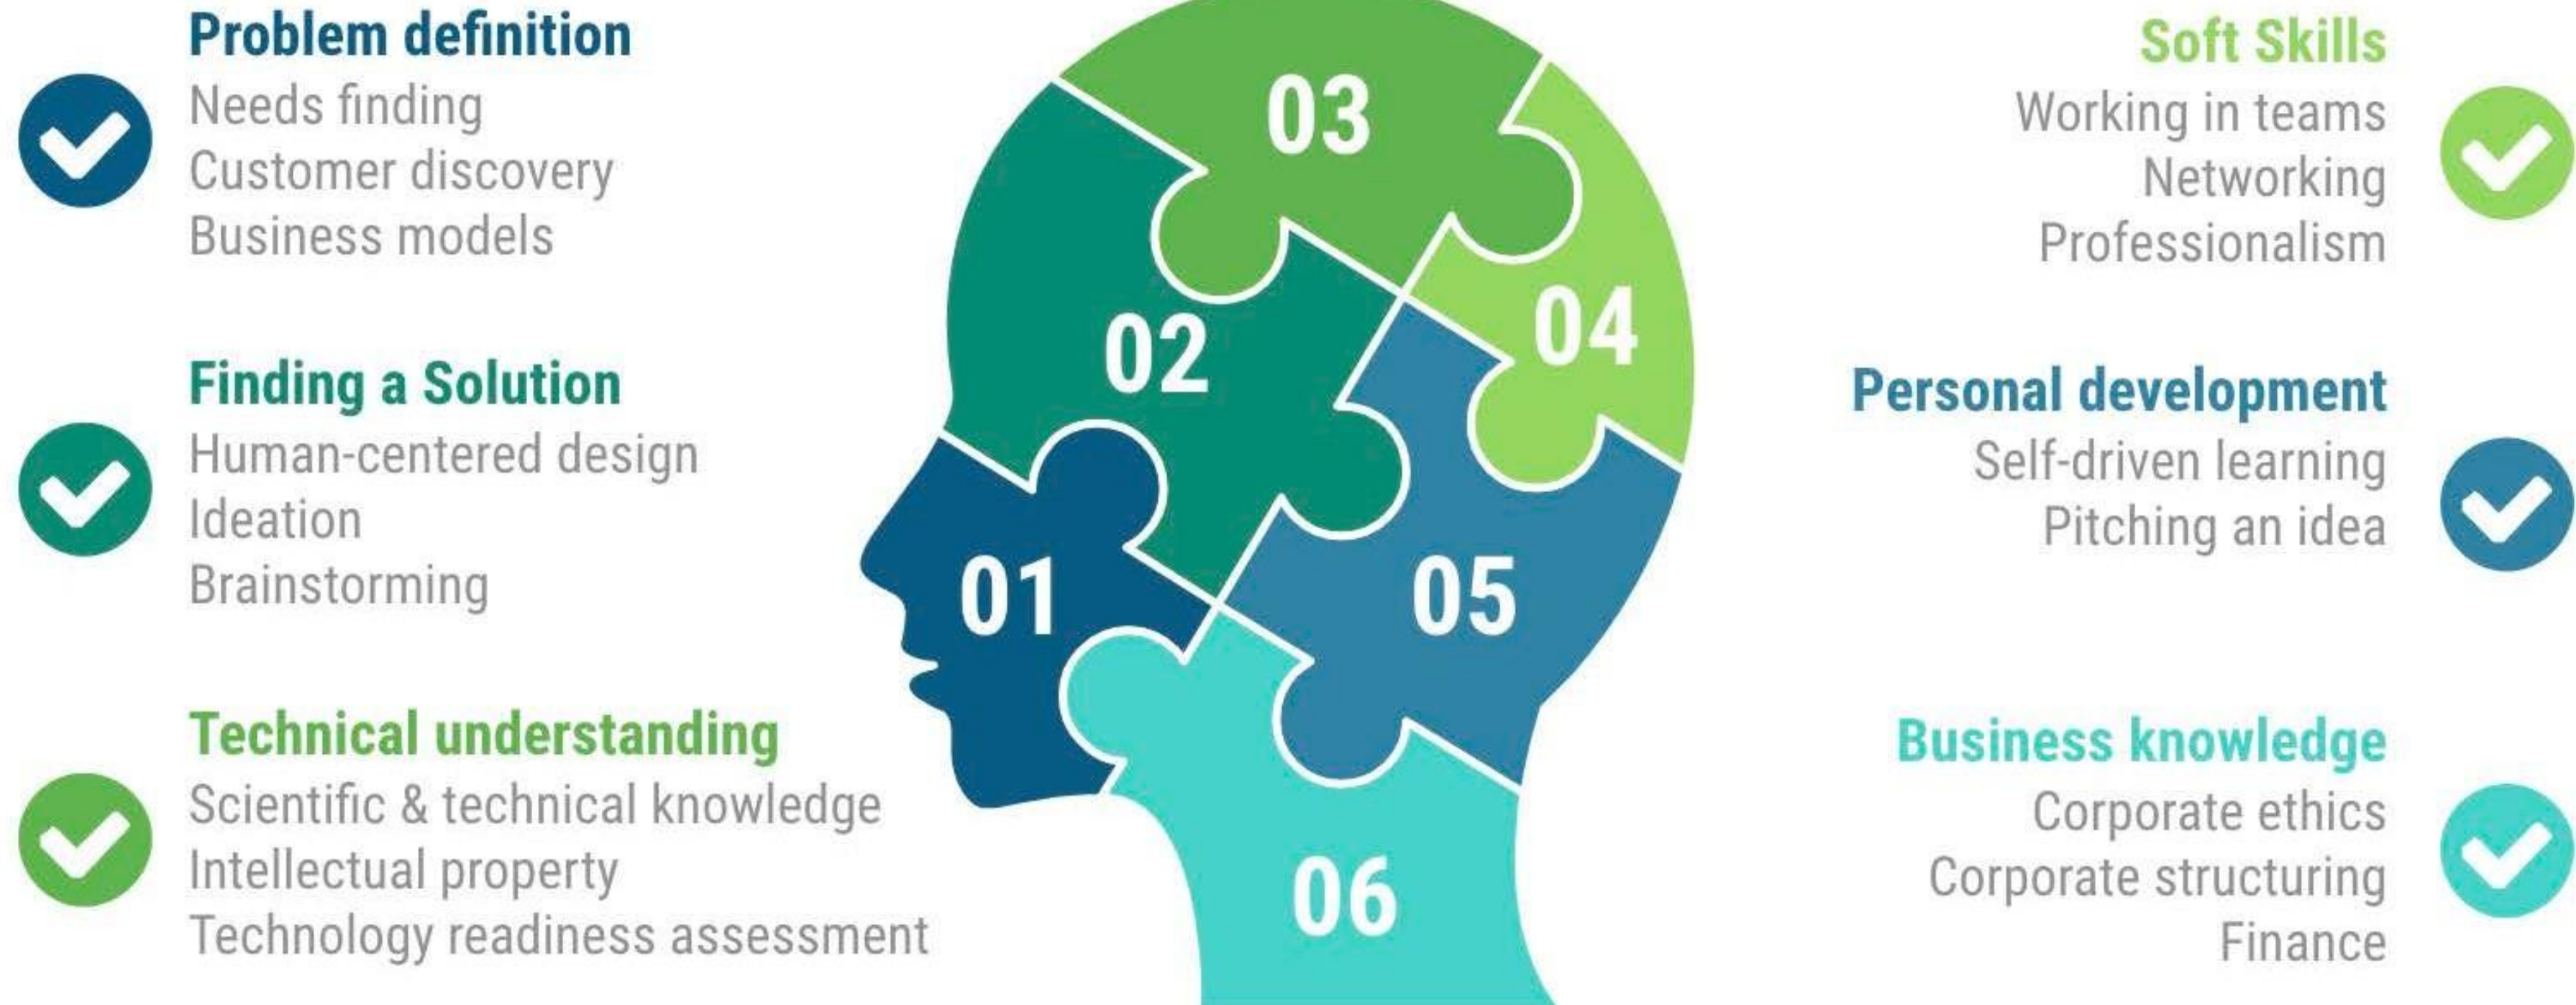 Problem definition
Needs finding
Customer discovery
Business models
Finding a Solution
Human-centered design
Ideation
Brainstorming
Technical understanding
Scientific & technical knowledge
Intellectual property
Technology readiness assessment
03
04
02
01
05
06
Soft Skills
Working in teams
Networking
Professionalism
Personal development
Self-driven learning
Pitching an idea
Business knowledge
Corporate ethics
Corporate structuring
Finance